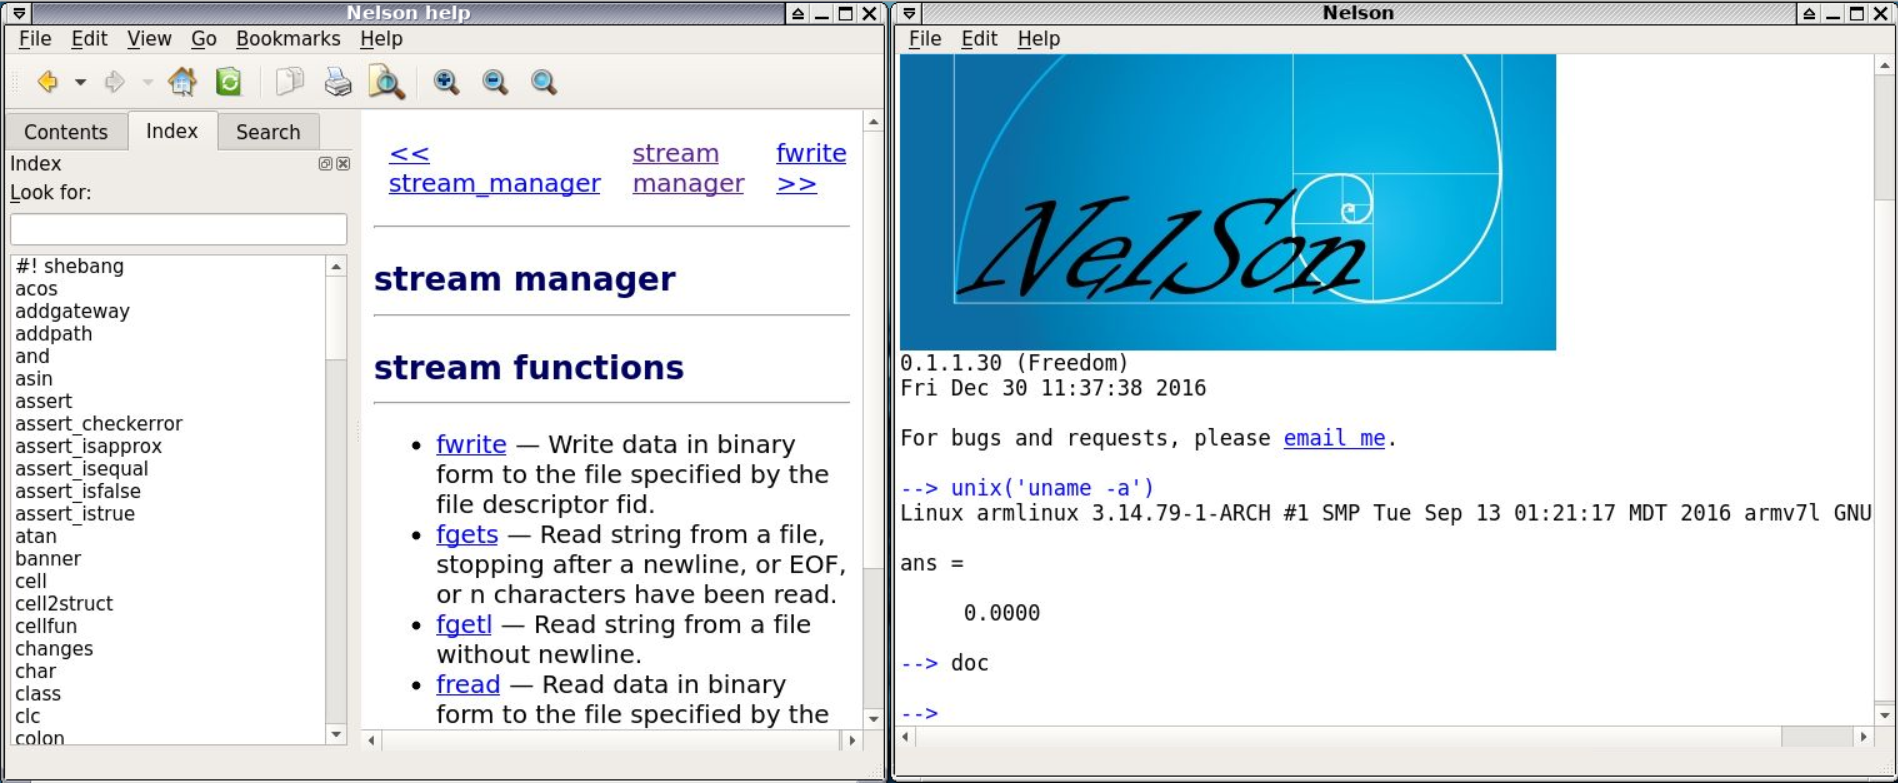 Nelson help
File Edit View Go Bookmarks Help
Contents Index Search
Index
Look for:
#! shebang
acos
addgateway
addpath
and
asin
assert
assert_checkerror
assert_isapprox
assert_isequal
assert_isfalse
assert_istrue
atan
banner
cell
cell2struct
cellfun
changes
char
class
clc
colon
<< stream fwrite
stream_manager manager >>
stream manager
stream functions
• fwrite — Write data in binary
form to the file specified by the
file descriptor fid.
• fgets — Read string from a file,
stopping after a newline, or EOF,
or n characters have been read.
• fgetl — Read string from a file
without newline.
• fread — Read data in binary
form to the file specified by the
Nelson
File Edit Help
NelSon
0.1.1.30 (Freedom)
Fri Dec 30 11:37:38 2016
For bugs and requests, please email me.
--> unix('uname -a')
Linux armlinux 3.14.79-1-ARCH #1 SMP Tue Sep 13 01:21:17 MDT 2016 armv7l GNU
ans =
0.0000
--> doc
-->